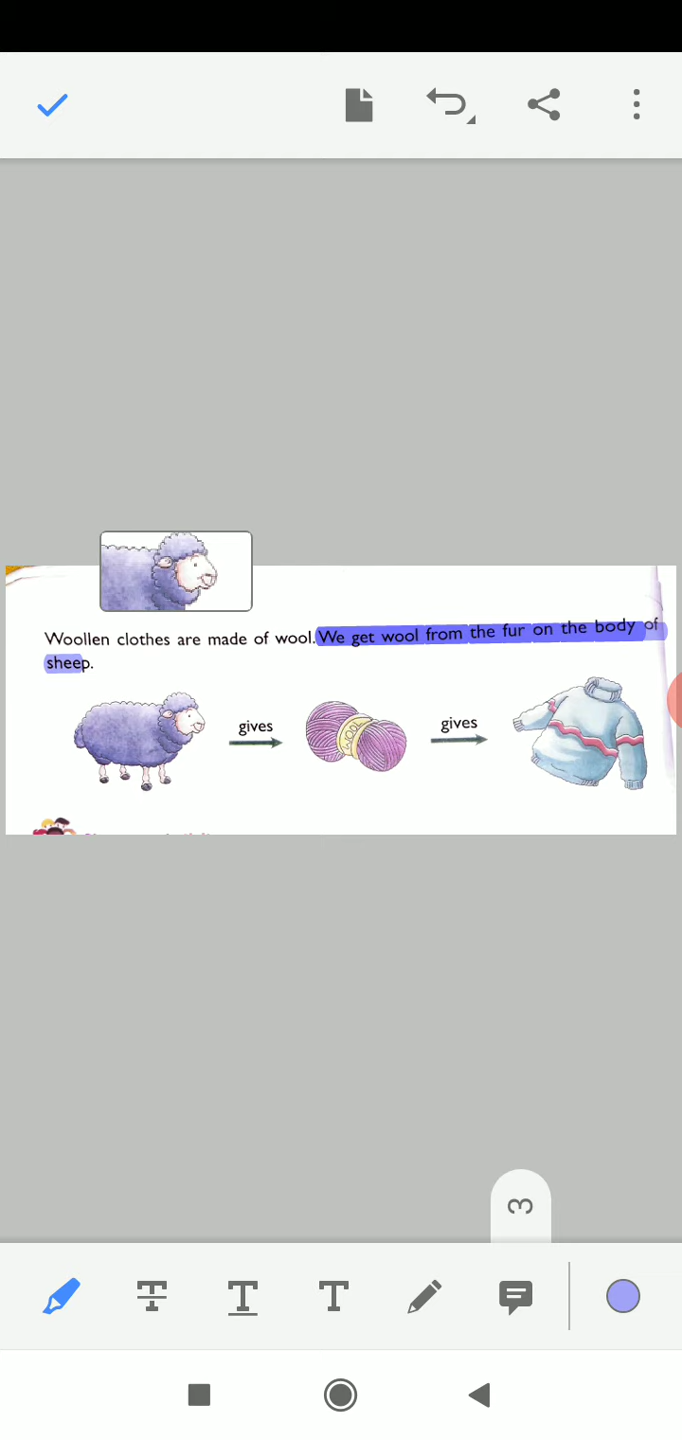 Woollen clothes are made of wool. We get wool from the fur on the body of
sheep.
gives
gives
WOOL
3
T
T
T